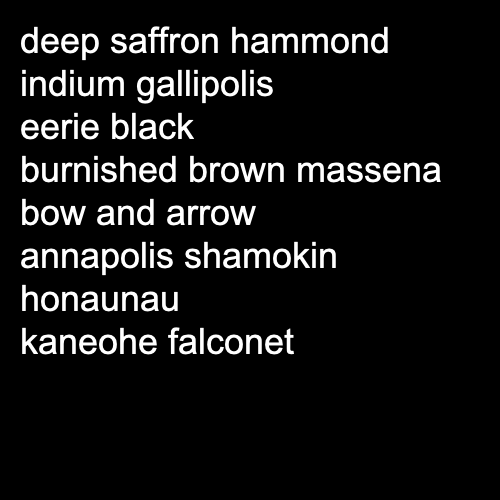 deep saffron hammond
indium gallipolis
eerie black
burnished brown massena
bow and arrow
annapolis shamokin
honaunau
kaneohe falconet